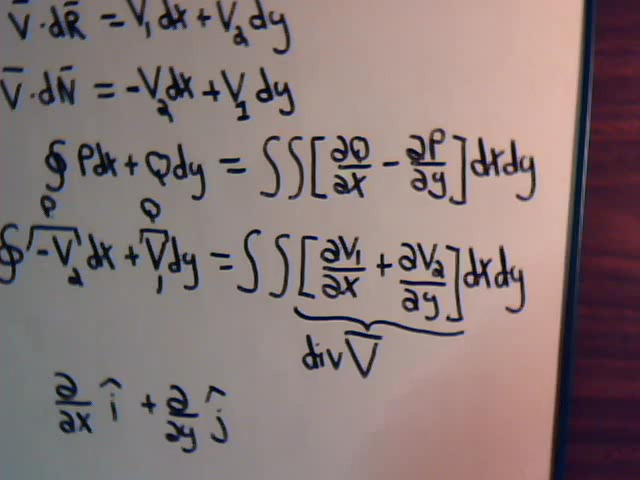 V̄·dR̄ = V₁dx + V₂dy
V̄·dN̄ = -V₂dx + V₁dy
∮ Pdx + Qdy = ∫∫[∂Q/∂x - ∂P/∂y]dxdy
P Q
∮ -V₂dx + V₁dy = ∫∫[∂V₁/∂x + ∂V₂/∂y]dxdy
div V̄
∂/∂x î + ∂/∂y ĵ